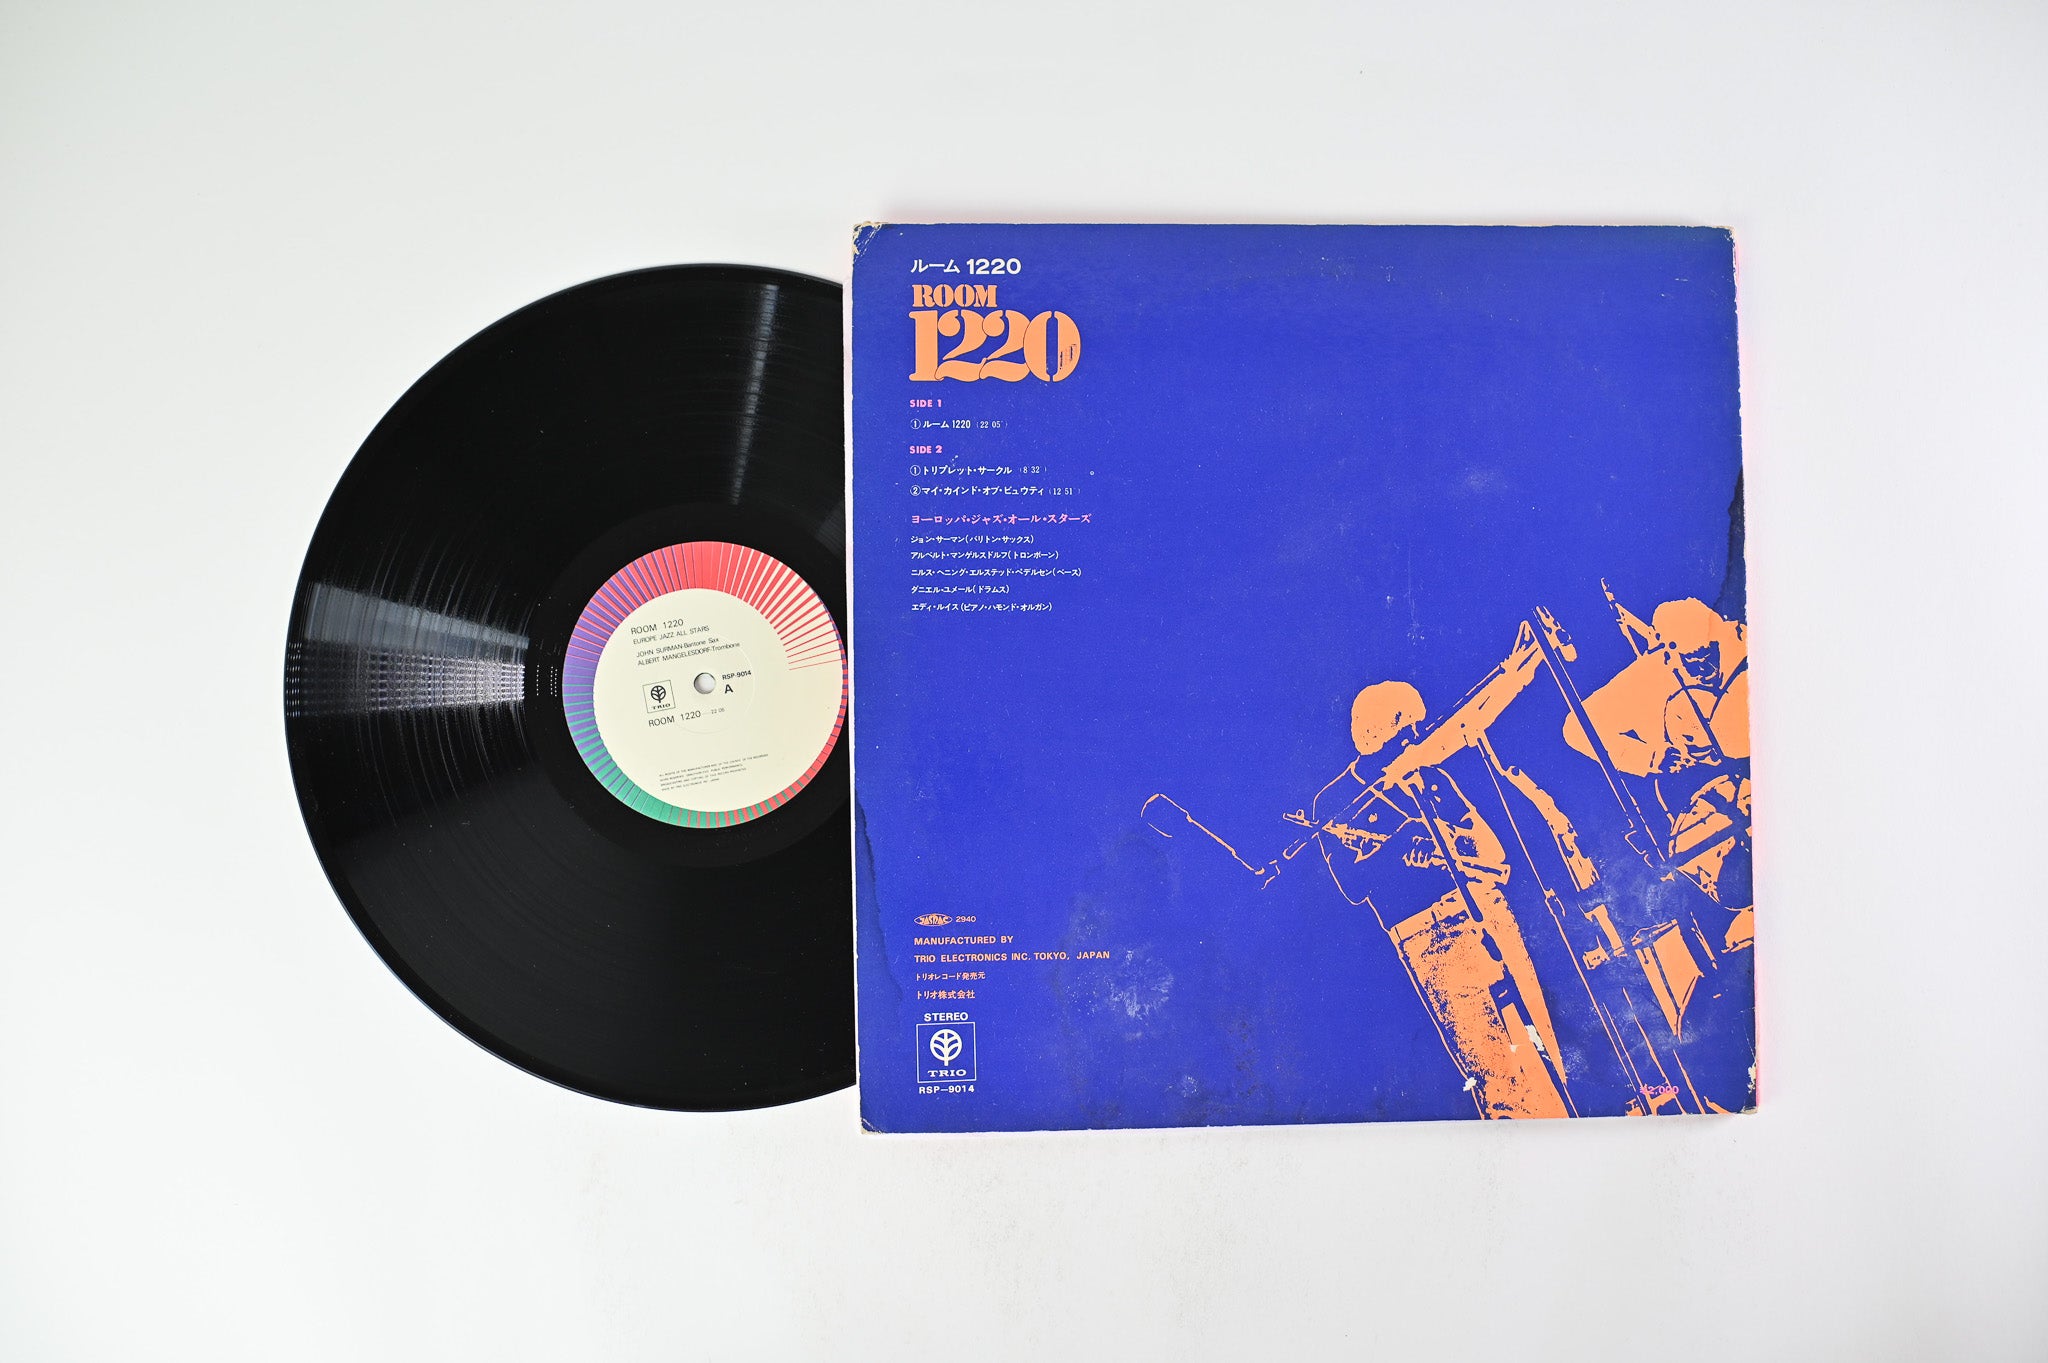 ROOM 1220
EUROPE JAZZ ALL STARS
JOHN SURMAN-Baritone Sax
ALBERT MANGELESDORF-Trombone
TRIO
RSP-9014
A
ROOM 1220 22 05
ルーム 1220
ROOM
1220
SIDE 1
① ルーム 1220 (22 05)
SIDE 2
① トリプレット・サークル (8 32)
② マイ・カインド・オブ・ビュウティ (12 51)
ヨーロッパ・ジャズ・オール・スターズ
ジョン・サーマン(バリトン・サックス)
アルベルト・マンゲルスドルフ(トロンボーン)
ニルス・ヘニング・エルステッド・ペデルセン(ベース)
ダニエル・ユメール(ドラムス)
エディ・ルイス(ピアノ・ハモンド・オルガン)
JASRAC 2940
MANUFACTURED BY
TRIO ELECTRONICS INC. TOKYO, JAPAN
トリオレコード発売元
トリオ株式会社
STEREO
TRIO
RSP-9014
¥2,000